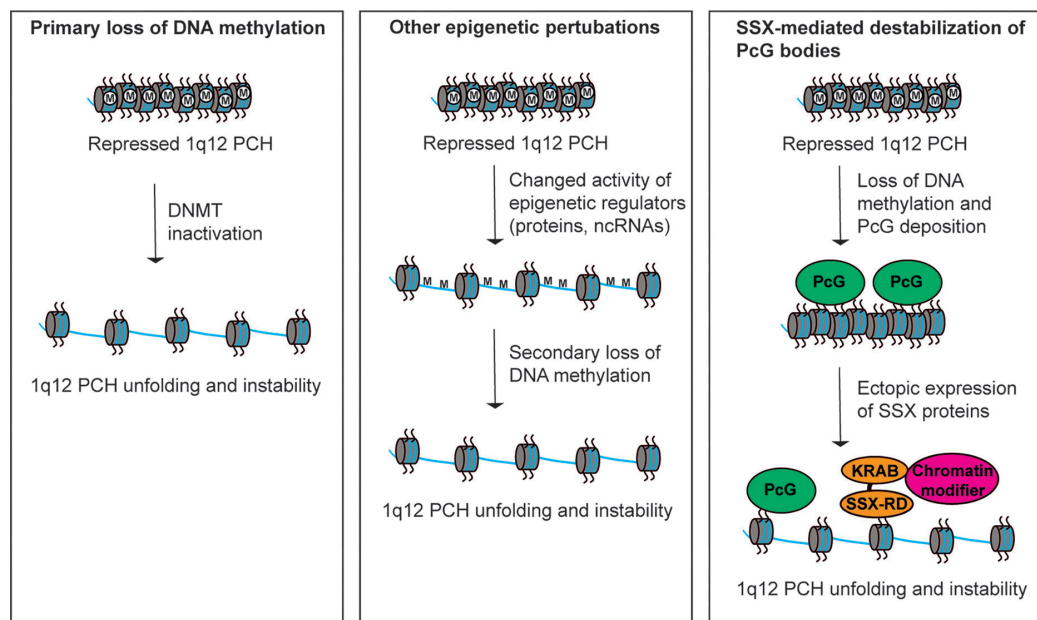 Primary loss of DNA methylation
M M M M M M M M
Repressed 1q12 PCH
DNMT
inactivation
1q12 PCH unfolding and instability
Other epigenetic pertubations
M M M M M M M M
Repressed 1q12 PCH
Changed activity of
epigenetic regulators
(proteins, ncRNAs)
M M M M M M M M
Secondary loss of
DNA methylation
1q12 PCH unfolding and instability
SSX-mediated destabilization of
PcG bodies
M M M M M M M M
Repressed 1q12 PCH
Loss of DNA
methylation and
PcG deposition
PcG PcG
Ectopic expression
of SSX proteins
PcG
KRAB
SSX-RD
Chromatin
modifier
1q12 PCH unfolding and instability